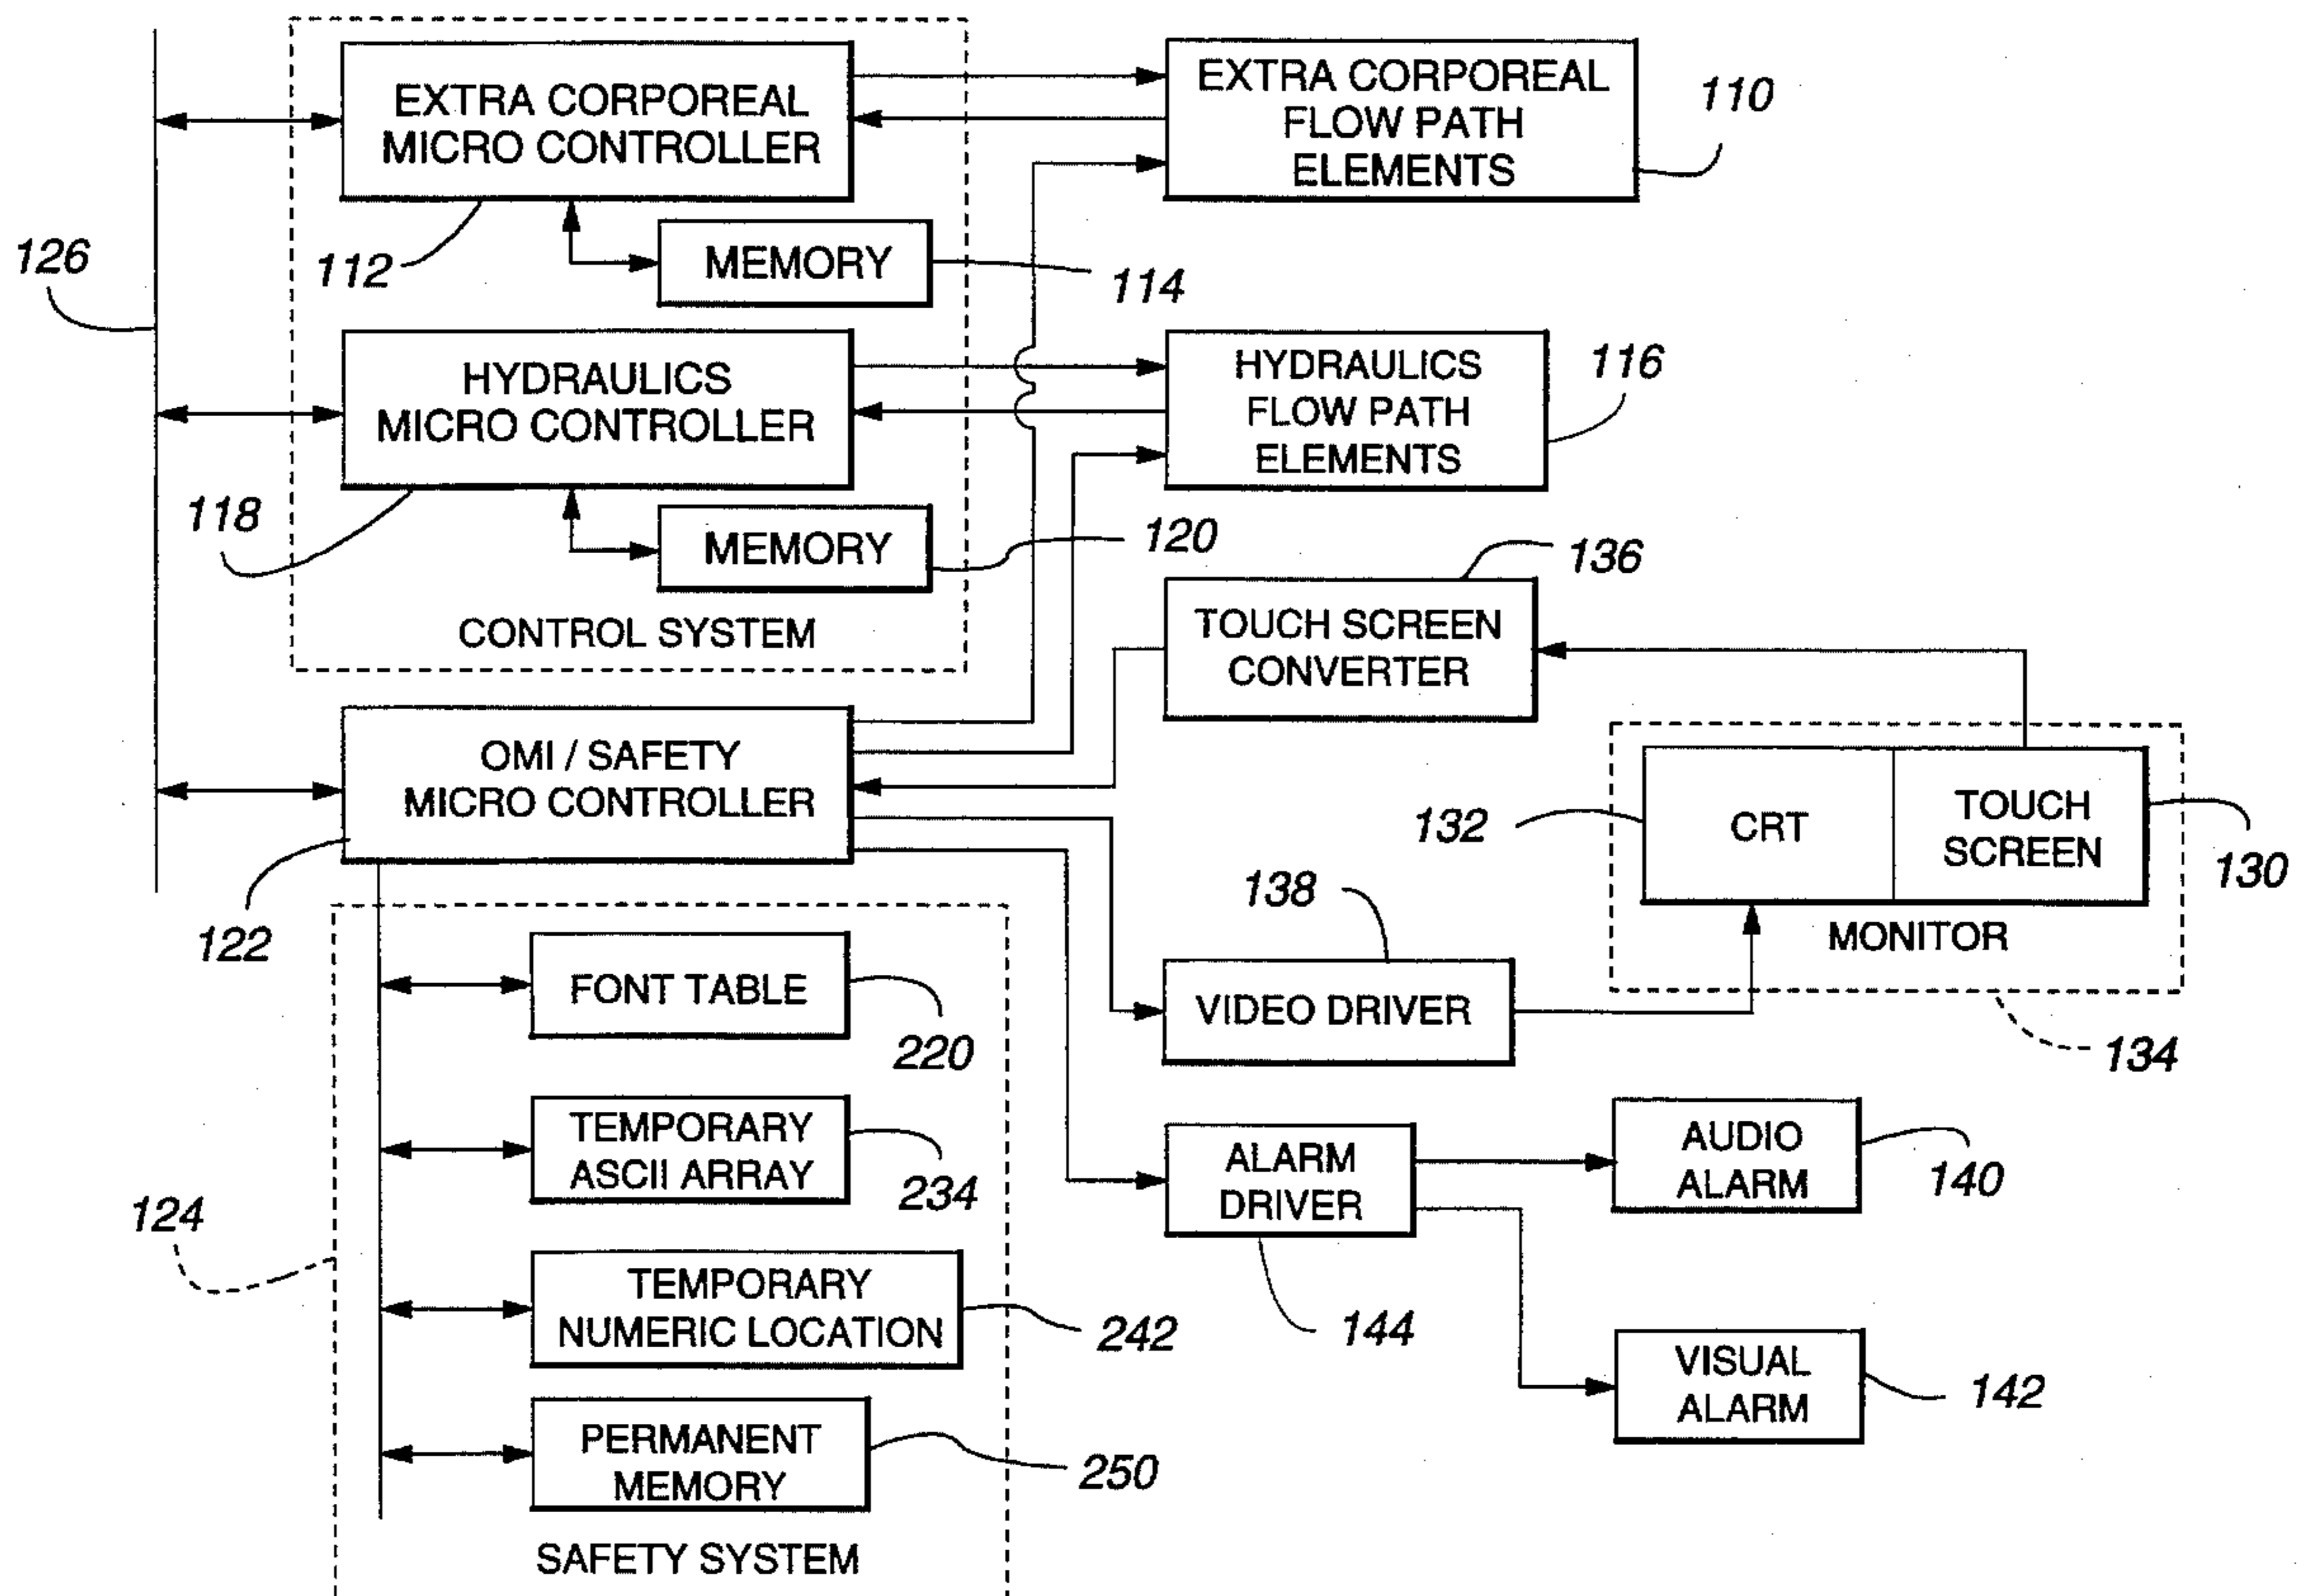 EXTRA CORPOREAL
MICRO CONTROLLER
EXTRA CORPOREAL
FLOW PATH
ELEMENTS
110
126
112
MEMORY
114
HYDRAULICS
MICRO CONTROLLER
HYDRAULICS
FLOW PATH
ELEMENTS
116
118
MEMORY
120
CONTROL SYSTEM
136
TOUCH SCREEN
CONVERTER
OMI / SAFETY
MICRO CONTROLLER
132
CRT
TOUCH
SCREEN
130
MONITOR
134
122
138
VIDEO DRIVER
FONT TABLE
220
TEMPORARY
ASCII ARRAY
234
ALARM
DRIVER
144
AUDIO
ALARM
140
124
TEMPORARY
NUMERIC LOCATION
242
VISUAL
ALARM
142
PERMANENT
MEMORY
250
SAFETY SYSTEM